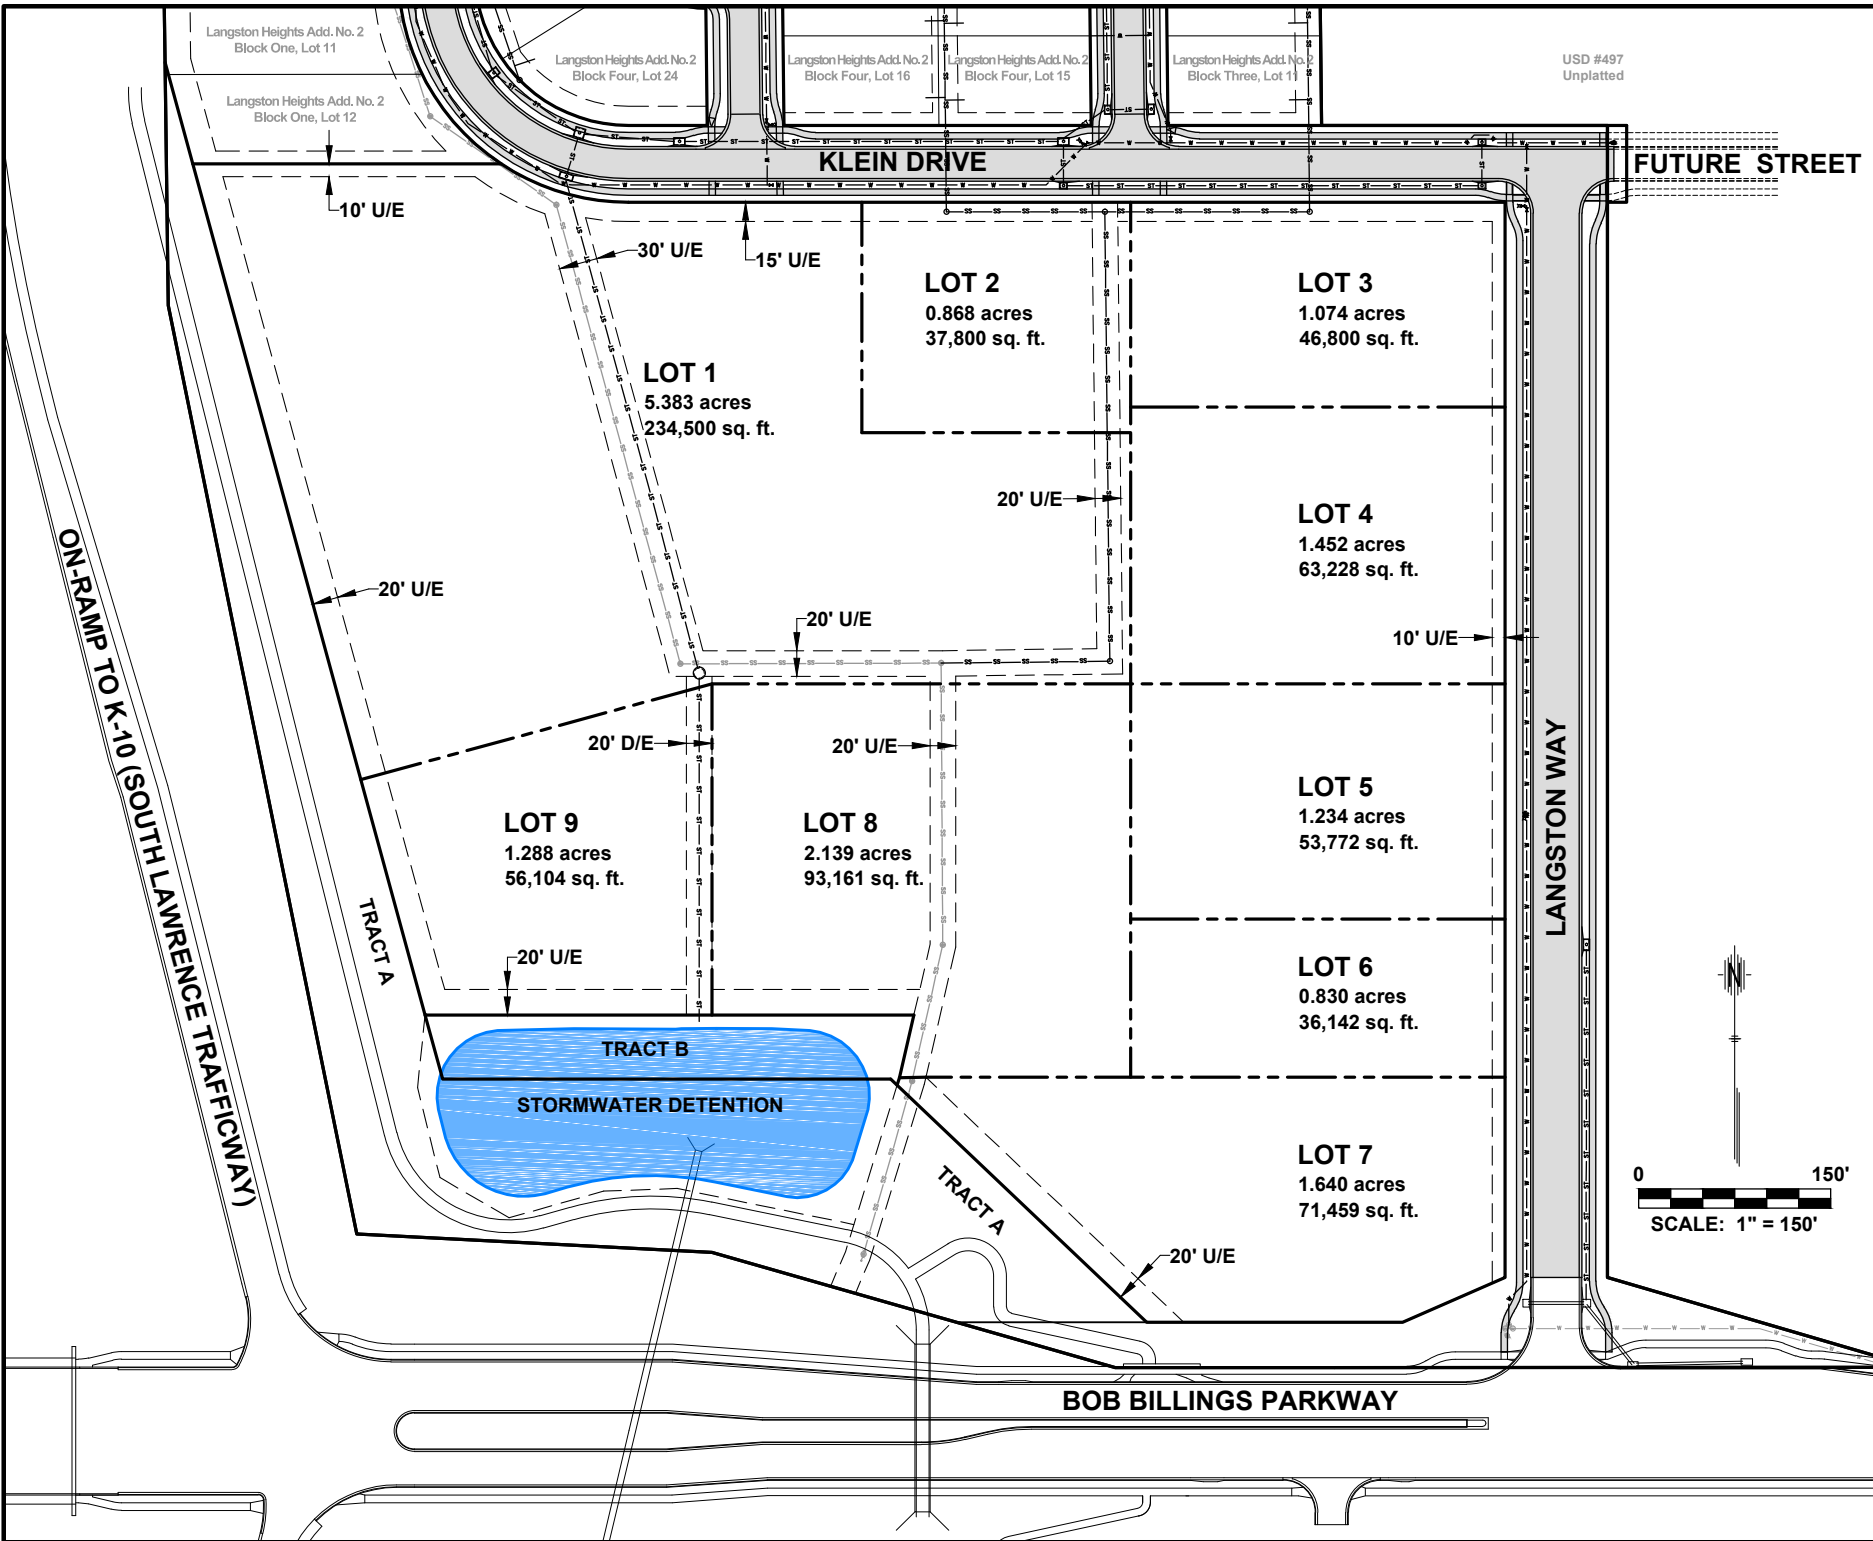 Langston Heights Add. No. 2
Block One, Lot 11
Langston Heights Add. No. 2
Block Four, Lot 24
Langston Heights Add. No. 2
Block Four, Lot 16
Langston Heights Add. No. 2
Block Four, Lot 15
Langston Heights Add. No. 2
Block Three, Lot 11
USD #497
Unplatted
Langston Heights Add. No. 2
Block One, Lot 12
KLEIN DRIVE
FUTURE STREET
10' U/E
30' U/E
15' U/E
LOT 2
0.868 acres
37,800 sq. ft.
LOT 3
1.074 acres
46,800 sq. ft.
LOT 1
5.383 acres
234,500 sq. ft.
20' U/E
LOT 4
1.452 acres
63,228 sq. ft.
20' U/E
20' U/E
10' U/E
ON-RAMP TO K-10 (SOUTH LAWRENCE TRAFFICWAY)
20' D/E
20' U/E
LANGSTON WAY
LOT 5
1.234 acres
53,772 sq. ft.
LOT 9
1.288 acres
56,104 sq. ft.
LOT 8
2.139 acres
93,161 sq. ft.
TRACT A
20' U/E
LOT 6
0.830 acres
36,142 sq. ft.
N
TRACT B
STORMWATER DETENTION
TRACT A
LOT 7
1.640 acres
71,459 sq. ft.
0 150'
SCALE: 1" = 150'
20' U/E
BOB BILLINGS PARKWAY